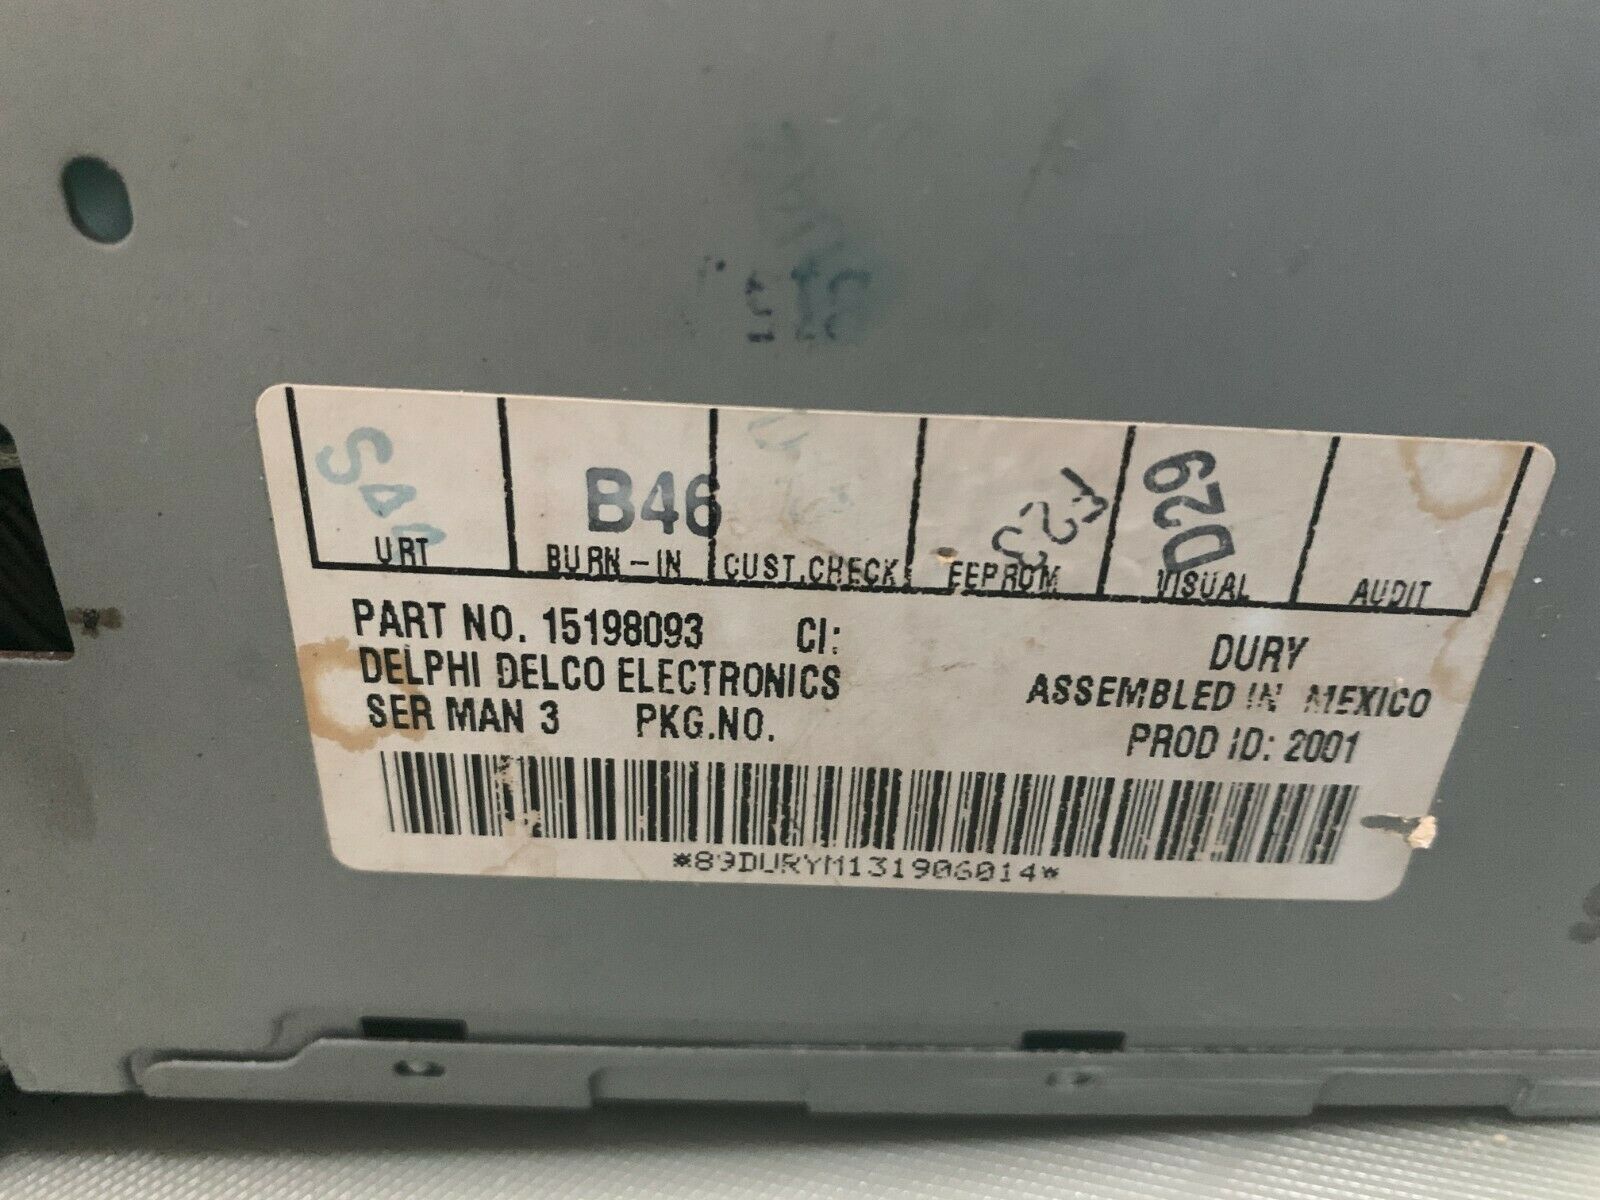 B46
D29
URT BURN-IN CUST.CHECK EEPROM VISUAL AUDIT
PART NO. 15198093 CI: DURY
DELPHI DELCO ELECTRONICS ASSEMBLED IN MEXICO
SER MAN 3 PKG.NO. PROD ID: 2001
*89DURYM131906014*